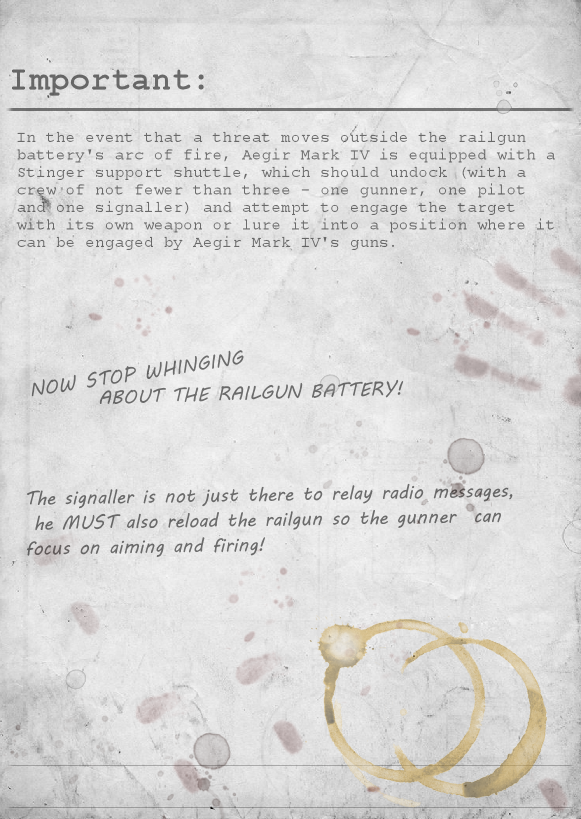 Important:
In the event that a threat moves outside the railgun
battery's arc of fire, Aegir Mark IV is equipped with a
Stinger support shuttle, which should undock (with a
crew of not fewer than three - one gunner, one pilot
and one signaller) and attempt to engage the target
with its own weapon or lure it into a position where it
can be engaged by Aegir Mark IV's guns.
NOW STOP WHINGING
ABOUT THE RAILGUN BATTERY!
The signaller is not just there to relay radio messages,
he MUST also reload the railgun so the gunner can
focus on aiming and firing!